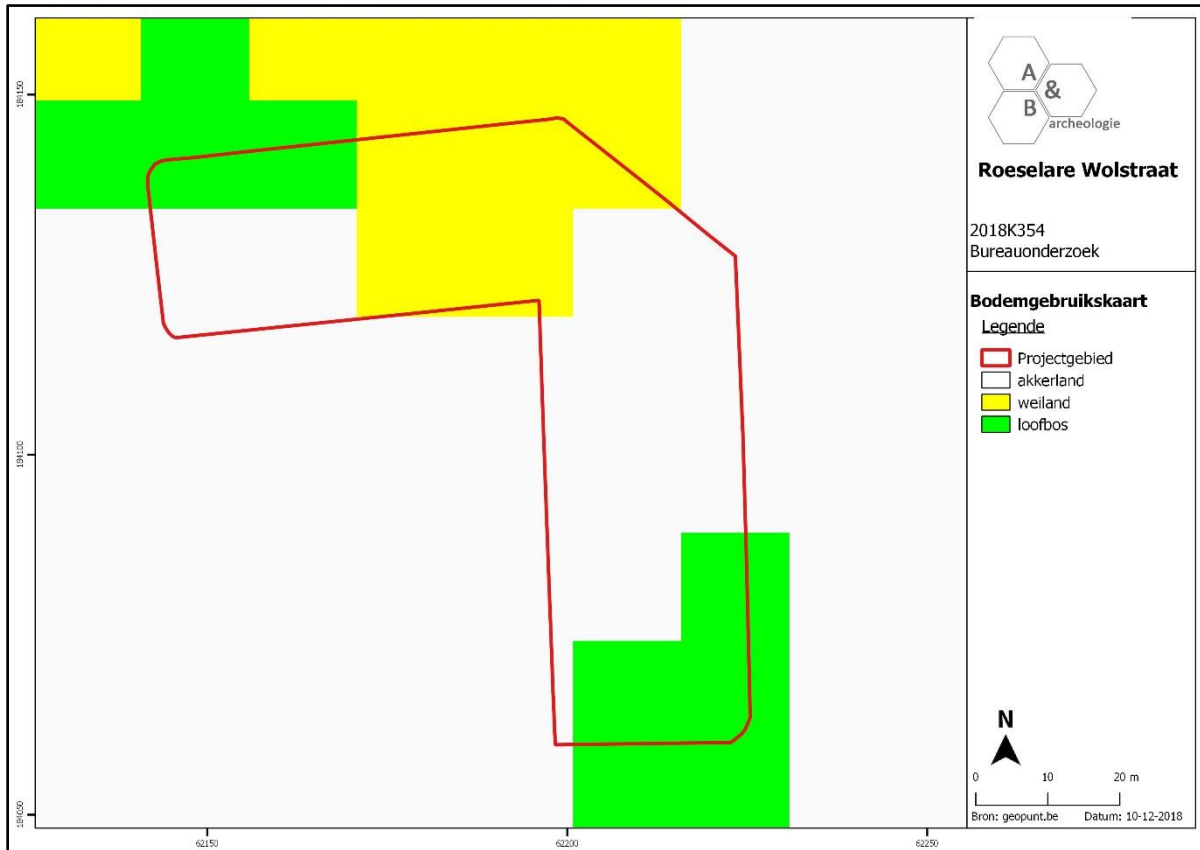 184150
184100
184050
62150
62200
62250
A
&
B
archeologie
Roeselare Wolstraat
2018K354
Bureauonderzoek
Bodemgebruikskaart
Legende
Projectgebied
akkerland
weiland
loofbos
N
0 10 20 m
Bron: geopunt.be Datum: 10-12-2018